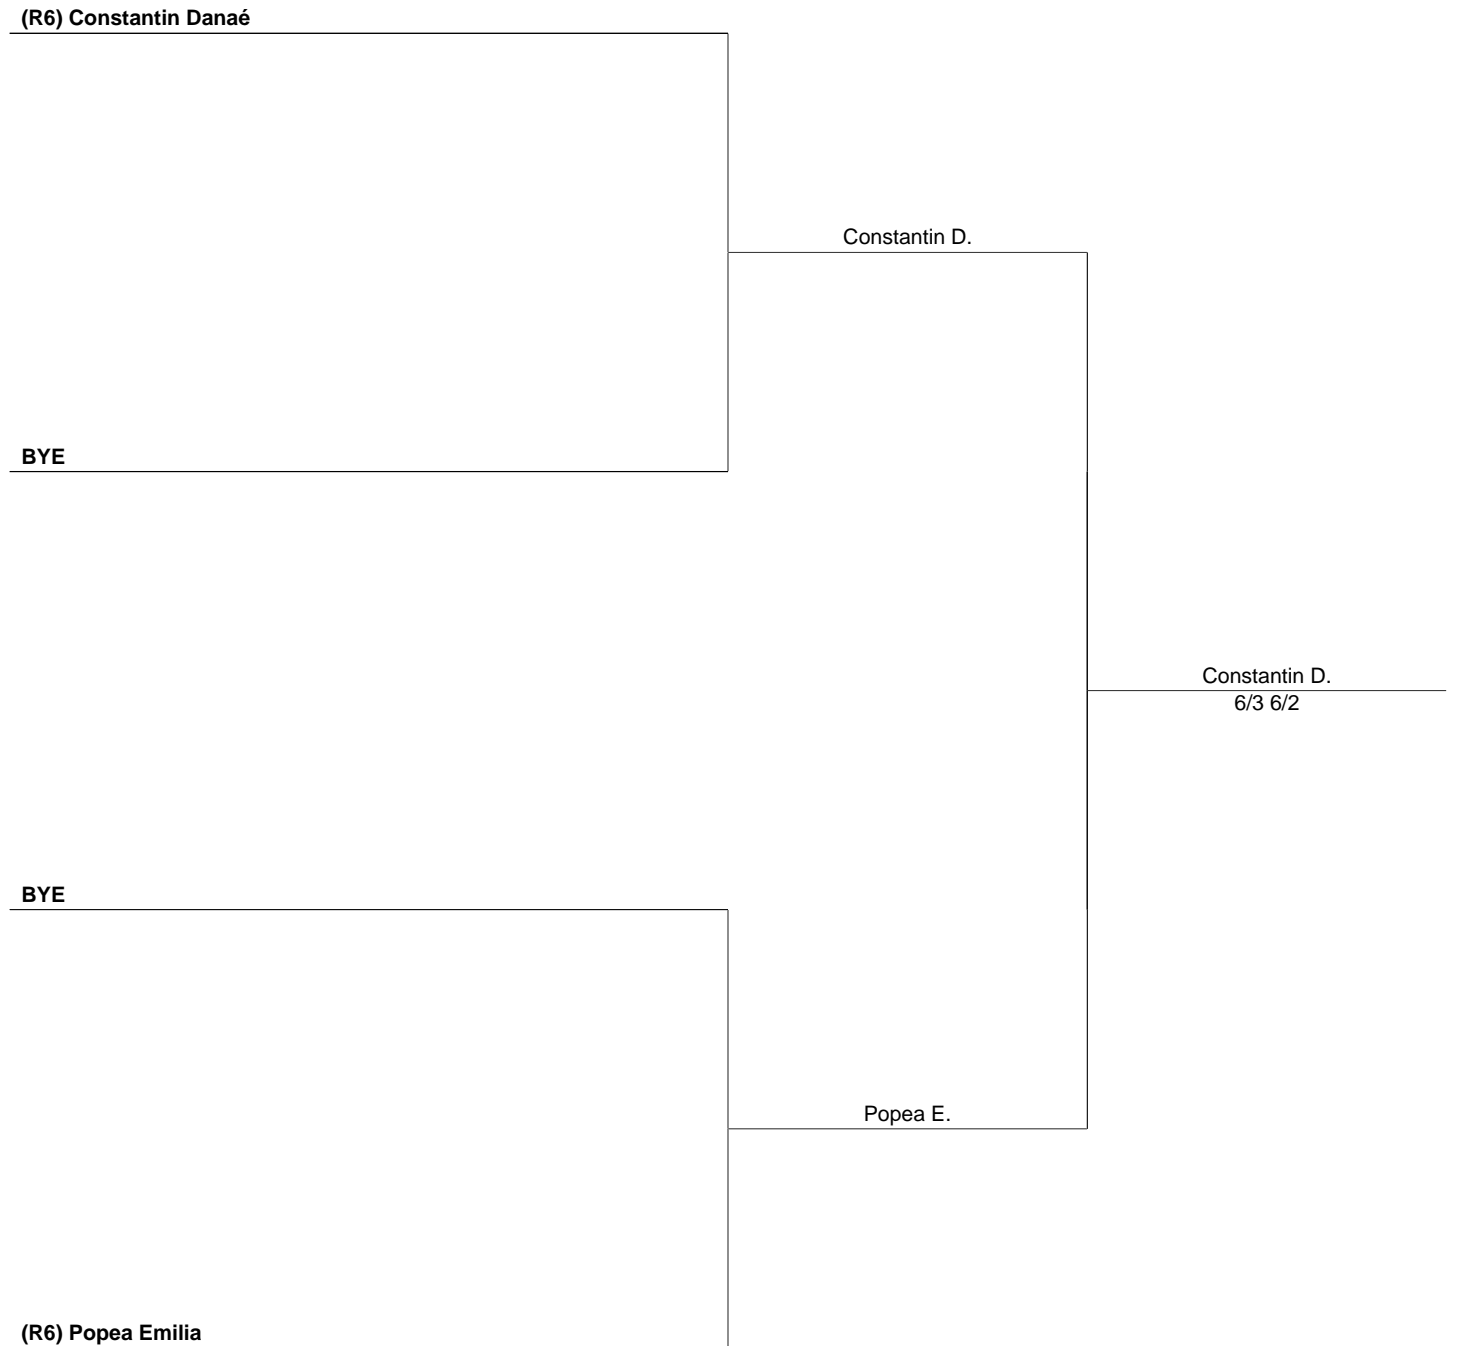 (R6) Constantin Danaé
Constantin D.
BYE
Constantin D.
6/3 6/2
BYE
Popea E.
(R6) Popea Emilia